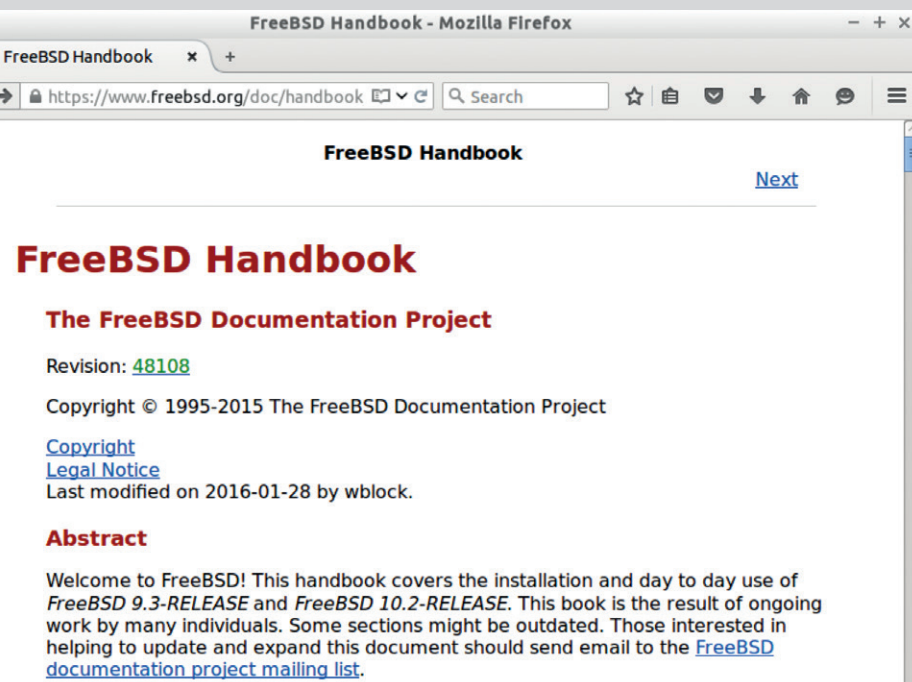 FreeBSD Handbook - Mozilla Firefox
FreeBSD Handbook
https://www.freebsd.org/doc/handbook Search
FreeBSD Handbook
Next
FreeBSD Handbook
The FreeBSD Documentation Project
Revision: 48108
Copyright © 1995-2015 The FreeBSD Documentation Project
Copyright
Legal Notice
Last modified on 2016-01-28 by wblock.
Abstract
Welcome to FreeBSD! This handbook covers the installation and day to day use of
FreeBSD 9.3-RELEASE and FreeBSD 10.2-RELEASE. This book is the result of ongoing
work by many individuals. Some sections might be outdated. Those interested in
helping to update and expand this document should send email to the FreeBSD
documentation project mailing list.